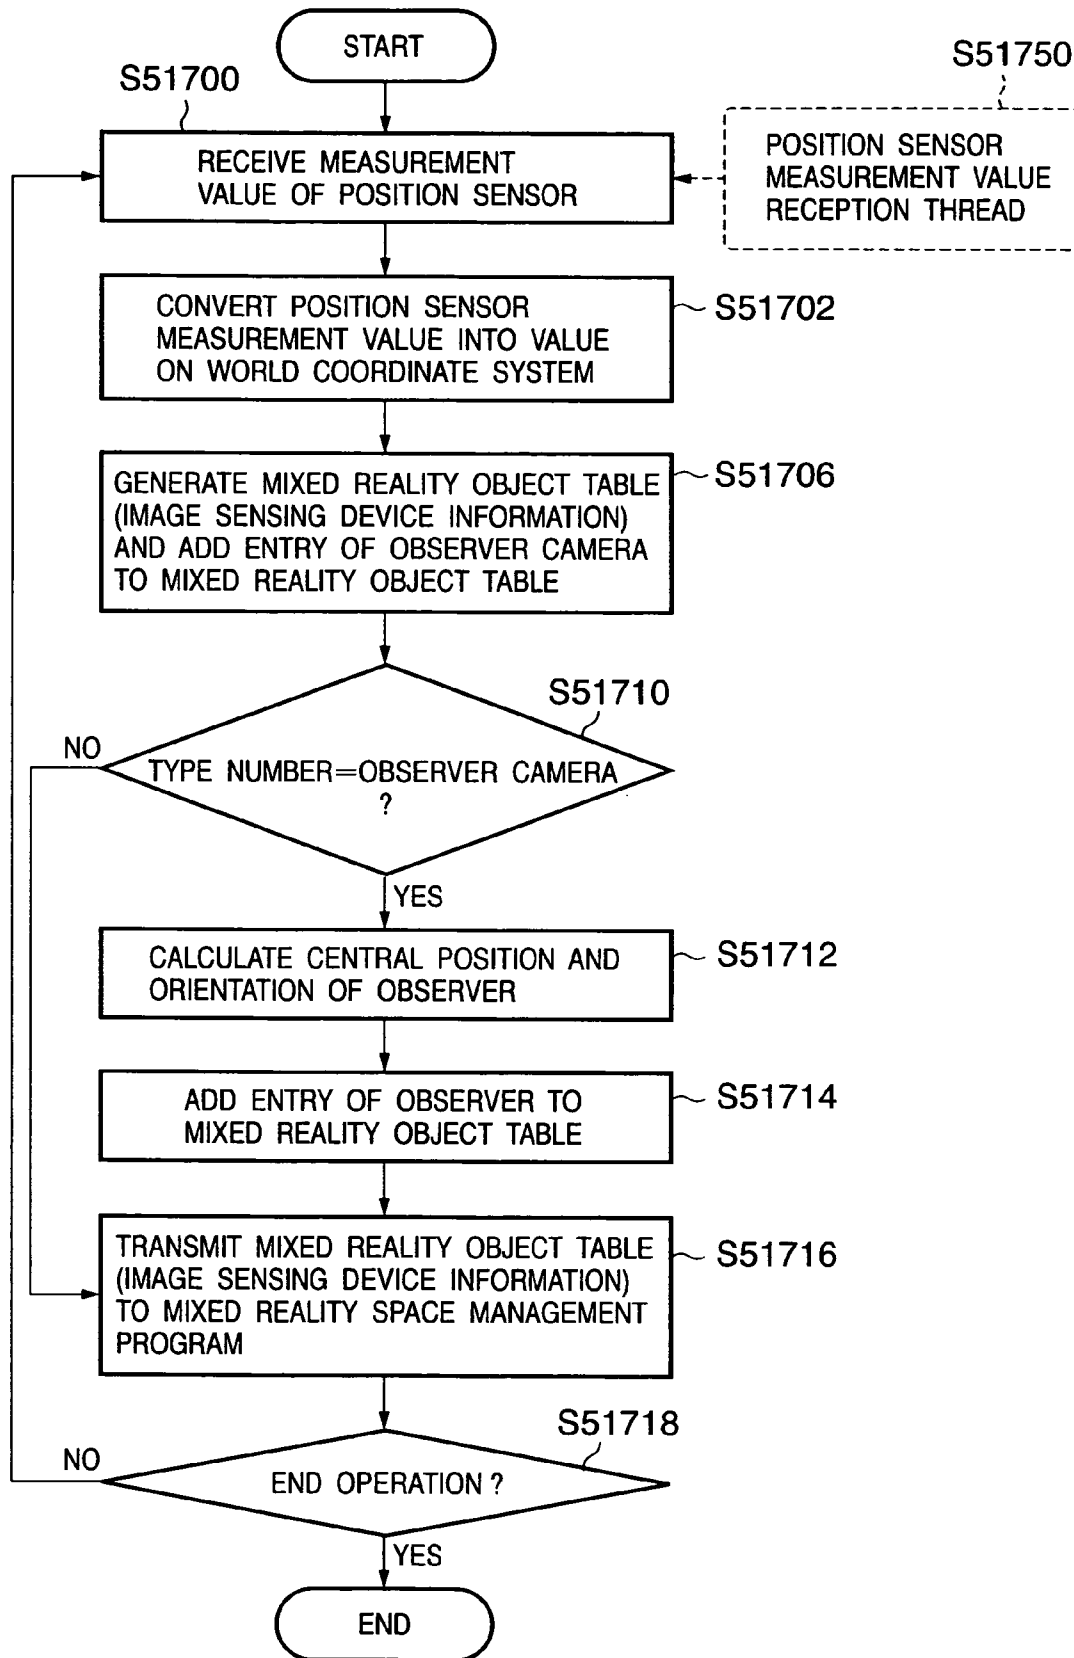 START
S51700
S51750
RECEIVE MEASUREMENT
VALUE OF POSITION SENSOR
POSITION SENSOR
MEASUREMENT VALUE
RECEPTION THREAD
CONVERT POSITION SENSOR
MEASUREMENT VALUE INTO VALUE
ON WORLD COORDINATE SYSTEM
S51702
GENERATE MIXED REALITY OBJECT TABLE
(IMAGE SENSING DEVICE INFORMATION)
AND ADD ENTRY OF OBSERVER CAMERA
TO MIXED REALITY OBJECT TABLE
S51706
S51710
NO
TYPE NUMBER=OBSERVER CAMERA
?
YES
CALCULATE CENTRAL POSITION AND
ORIENTATION OF OBSERVER
S51712
ADD ENTRY OF OBSERVER TO
MIXED REALITY OBJECT TABLE
S51714
TRANSMIT MIXED REALITY OBJECT TABLE
(IMAGE SENSING DEVICE INFORMATION)
TO MIXED REALITY SPACE MANAGEMENT
PROGRAM
S51716
S51718
NO
END OPERATION?
YES
END